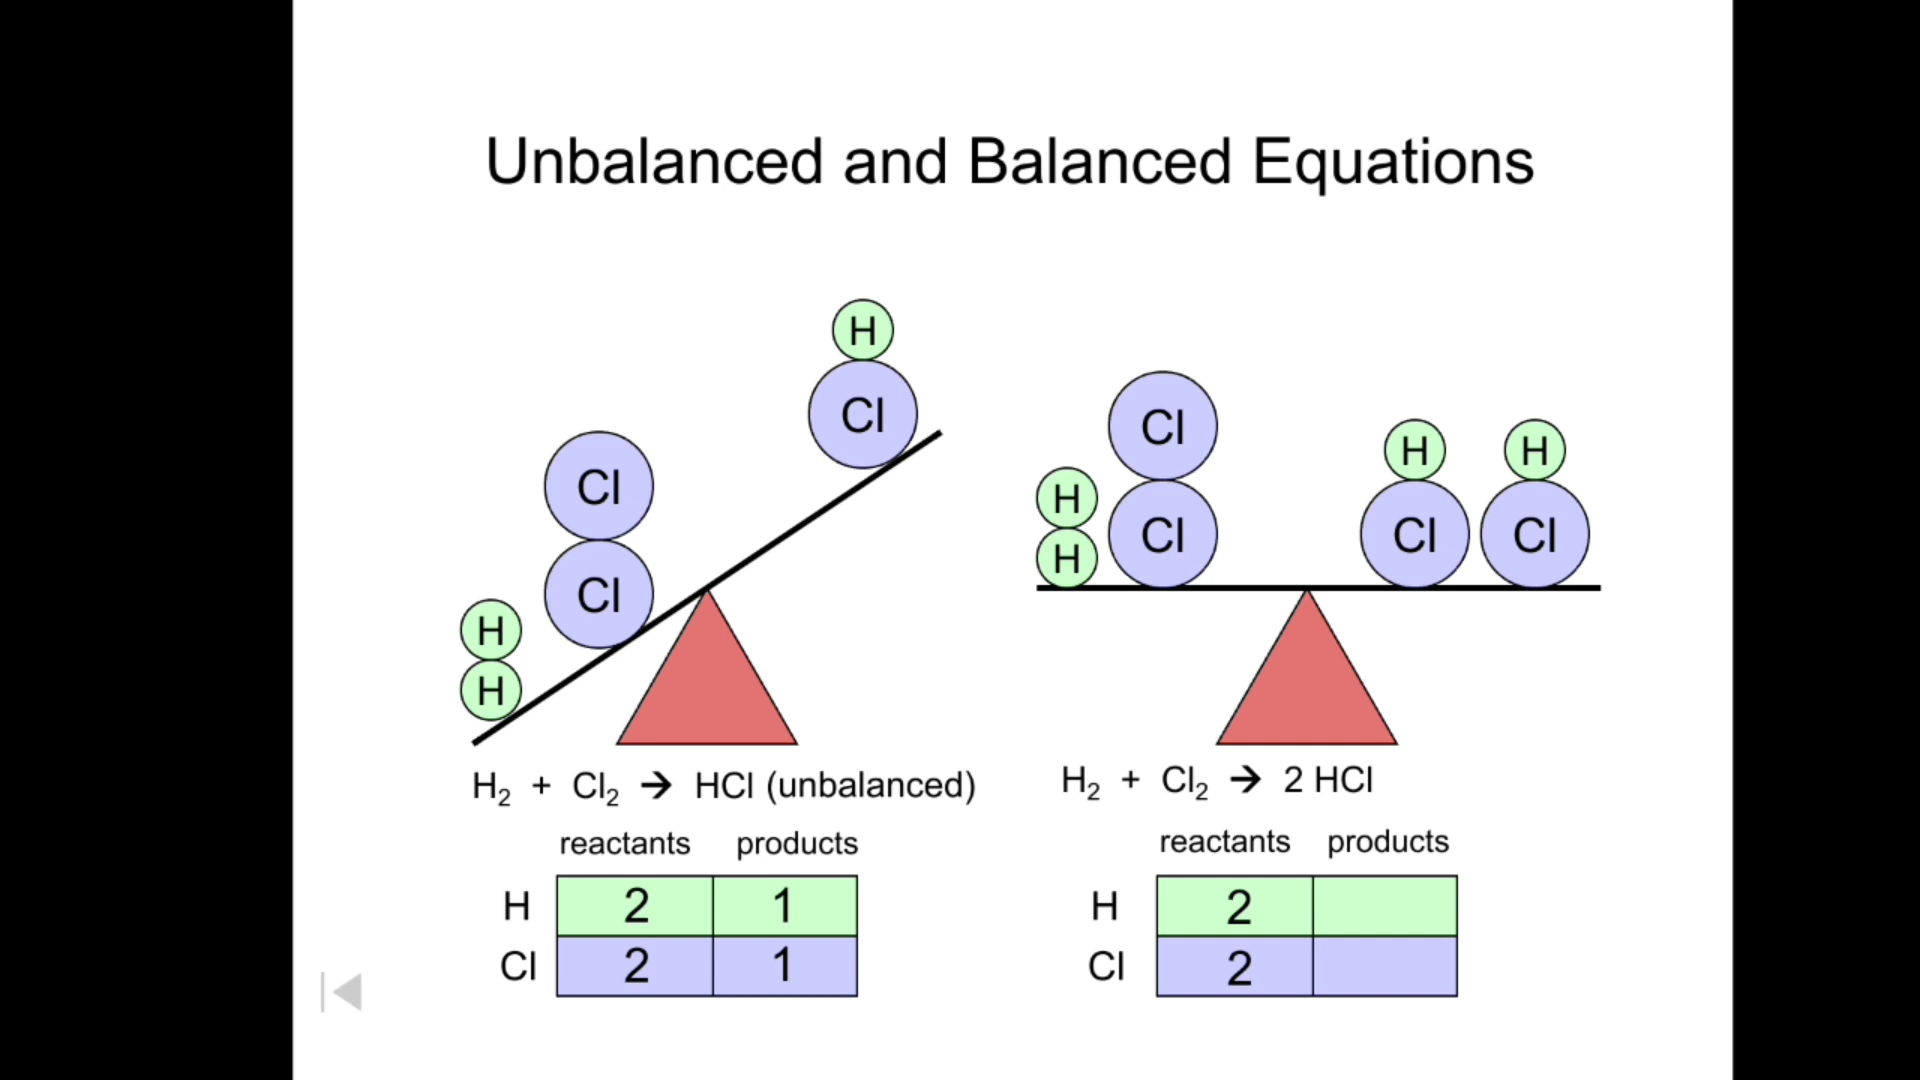 Unbalanced and Balanced Equations
H
Cl
Cl
Cl
H
H
Cl
Cl
H
H
H
Cl
H
Cl
H₂ + Cl₂ → HCl (unbalanced)
reactants products
H 2 1
Cl 2 1
H₂ + Cl₂ → 2 HCl
reactants products
H 2
Cl 2